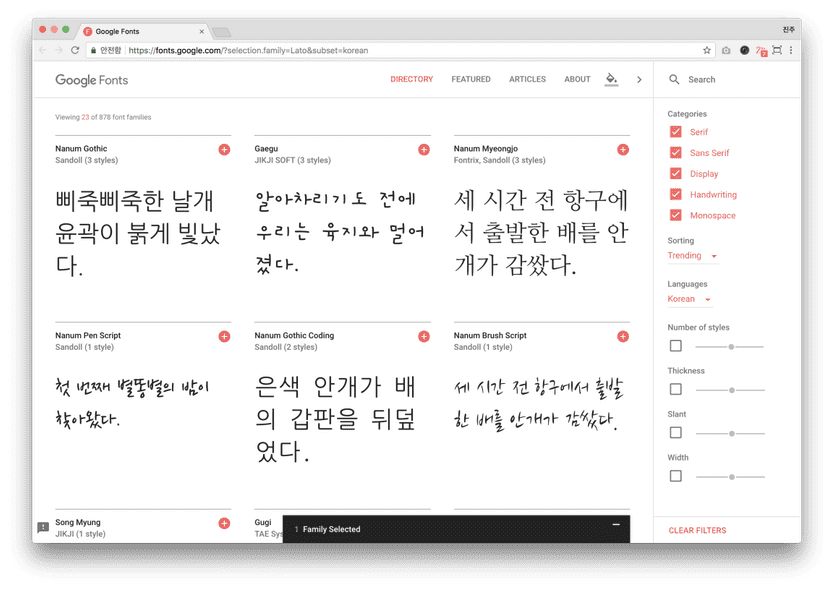 Google Fonts
진주
안전함 https://fonts.google.com/?selection.family=Lato&subset=korean
Google Fonts
DIRECTORY FEATURED ARTICLES ABOUT
Search
Viewing 23 of 878 font families
Nanum Gothic
Sandoll (3 styles)
삐죽삐죽한 날개
윤곽이 붉게 빛났
다.
Gaegu
JIKJI SOFT (3 styles)
알아차리기도 전에
우리는 육지와 멀어
졌다.
Nanum Myeongjo
Fontrix, Sandoll (3 styles)
세 시간 전 항구에
서 출발한 배를 안
개가 감쌌다.
Nanum Pen Script
Sandoll (1 style)
첫 번째 별똥별의 밤이
찾아왔다.
Nanum Gothic Coding
Sandoll (2 styles)
은색 안개가 배
의 갑판을 뒤덮
었다.
Nanum Brush Script
Sandoll (1 style)
세 시간 전 항구에서 출발
한 배를 안개가 감쌌다.
Song Myung
JIKJI (1 style)
Gugi
TAE Sys
1 Family Selected
Categories
Serif
Sans Serif
Display
Handwriting
Monospace
Sorting
Trending
Languages
Korean
Number of styles
Thickness
Slant
Width
CLEAR FILTERS